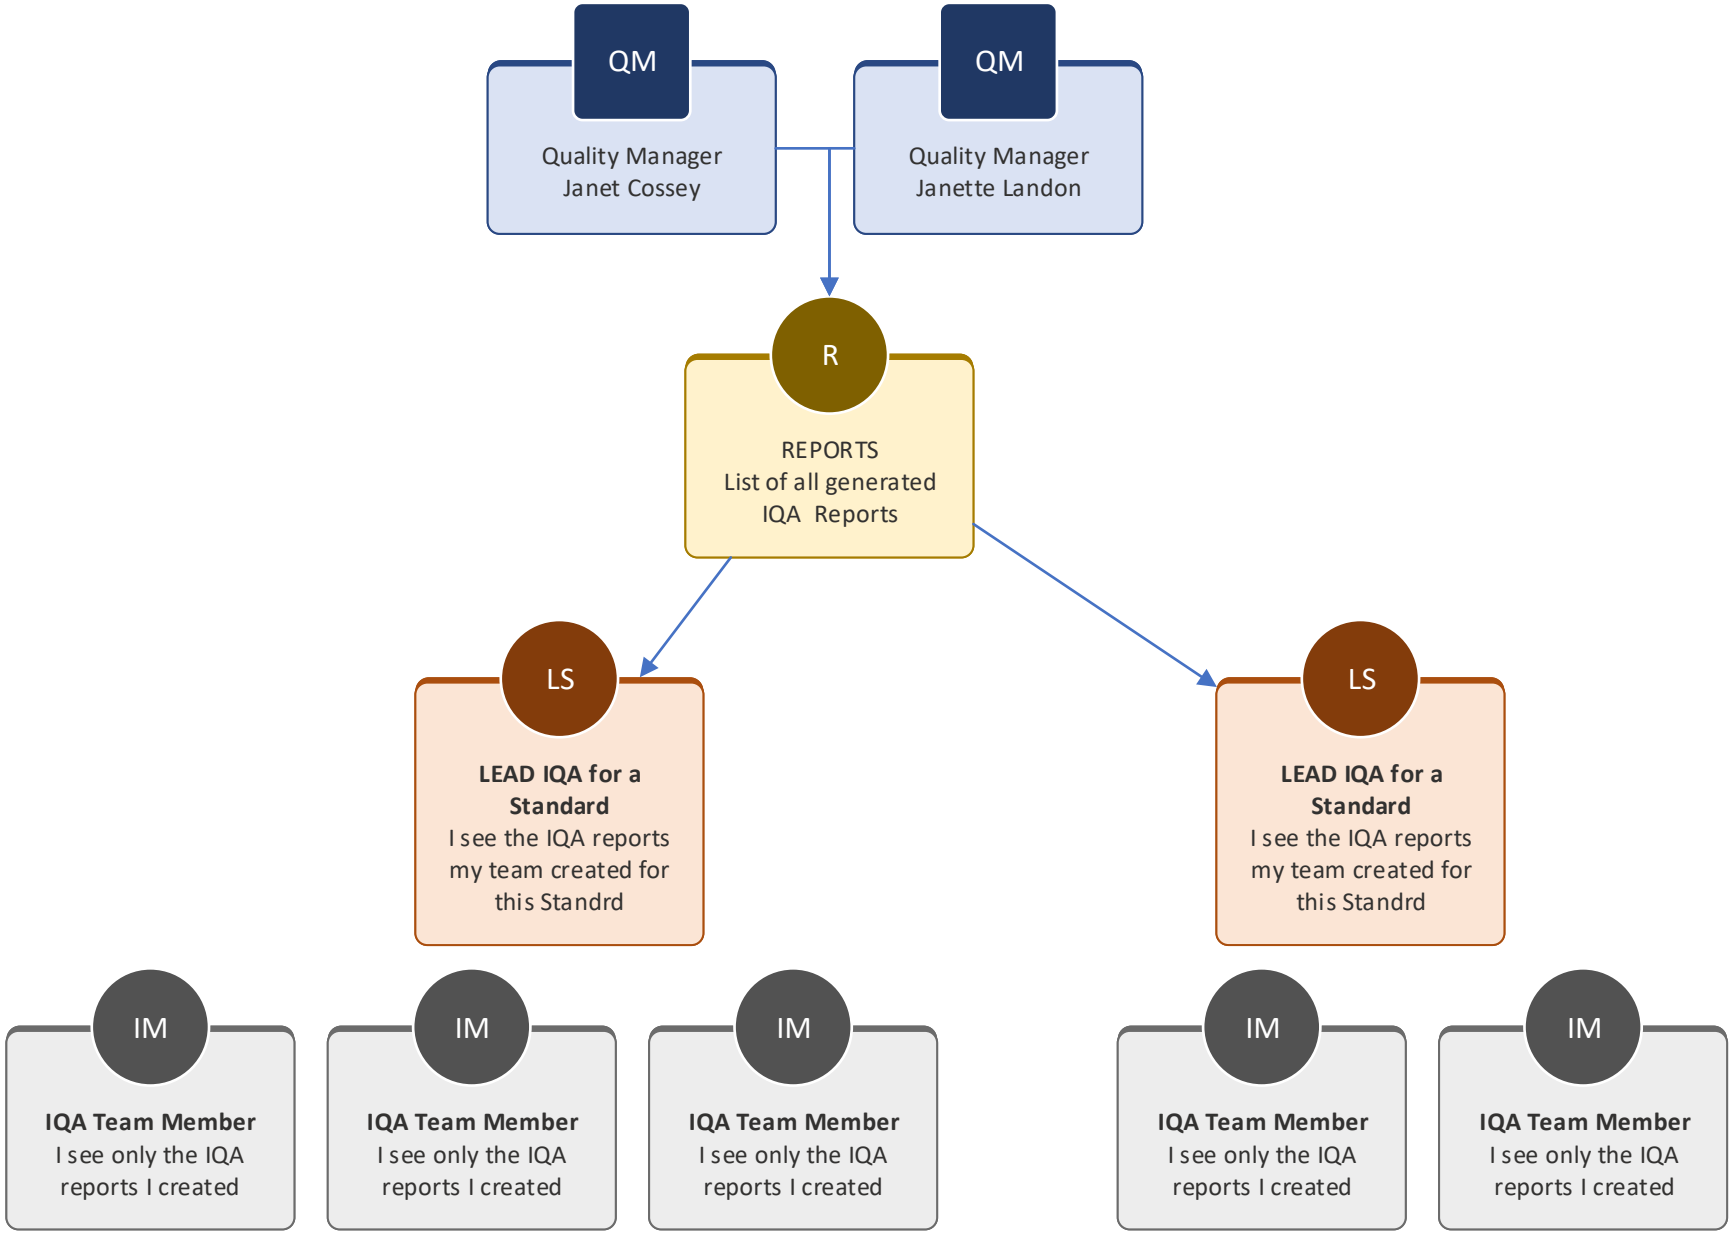 QM
Quality Manager
Janet Cossey
QM
Quality Manager
Janette Landon
R
REPORTS
List of all generated
IQA  Reports
LS
LEAD IQA for a
Standard
I see the IQA reports
my team created for
this Standrd
LS
LEAD IQA for a
Standard
I see the IQA reports
my team created for
this Standrd
IM
IQA Team Member
I see only the IQA
reports I created
IM
IQA Team Member
I see only the IQA
reports I created
IM
IQA Team Member
I see only the IQA
reports I created
IM
IQA Team Member
I see only the IQA
reports I created
IM
IQA Team Member
I see only the IQA
reports I created